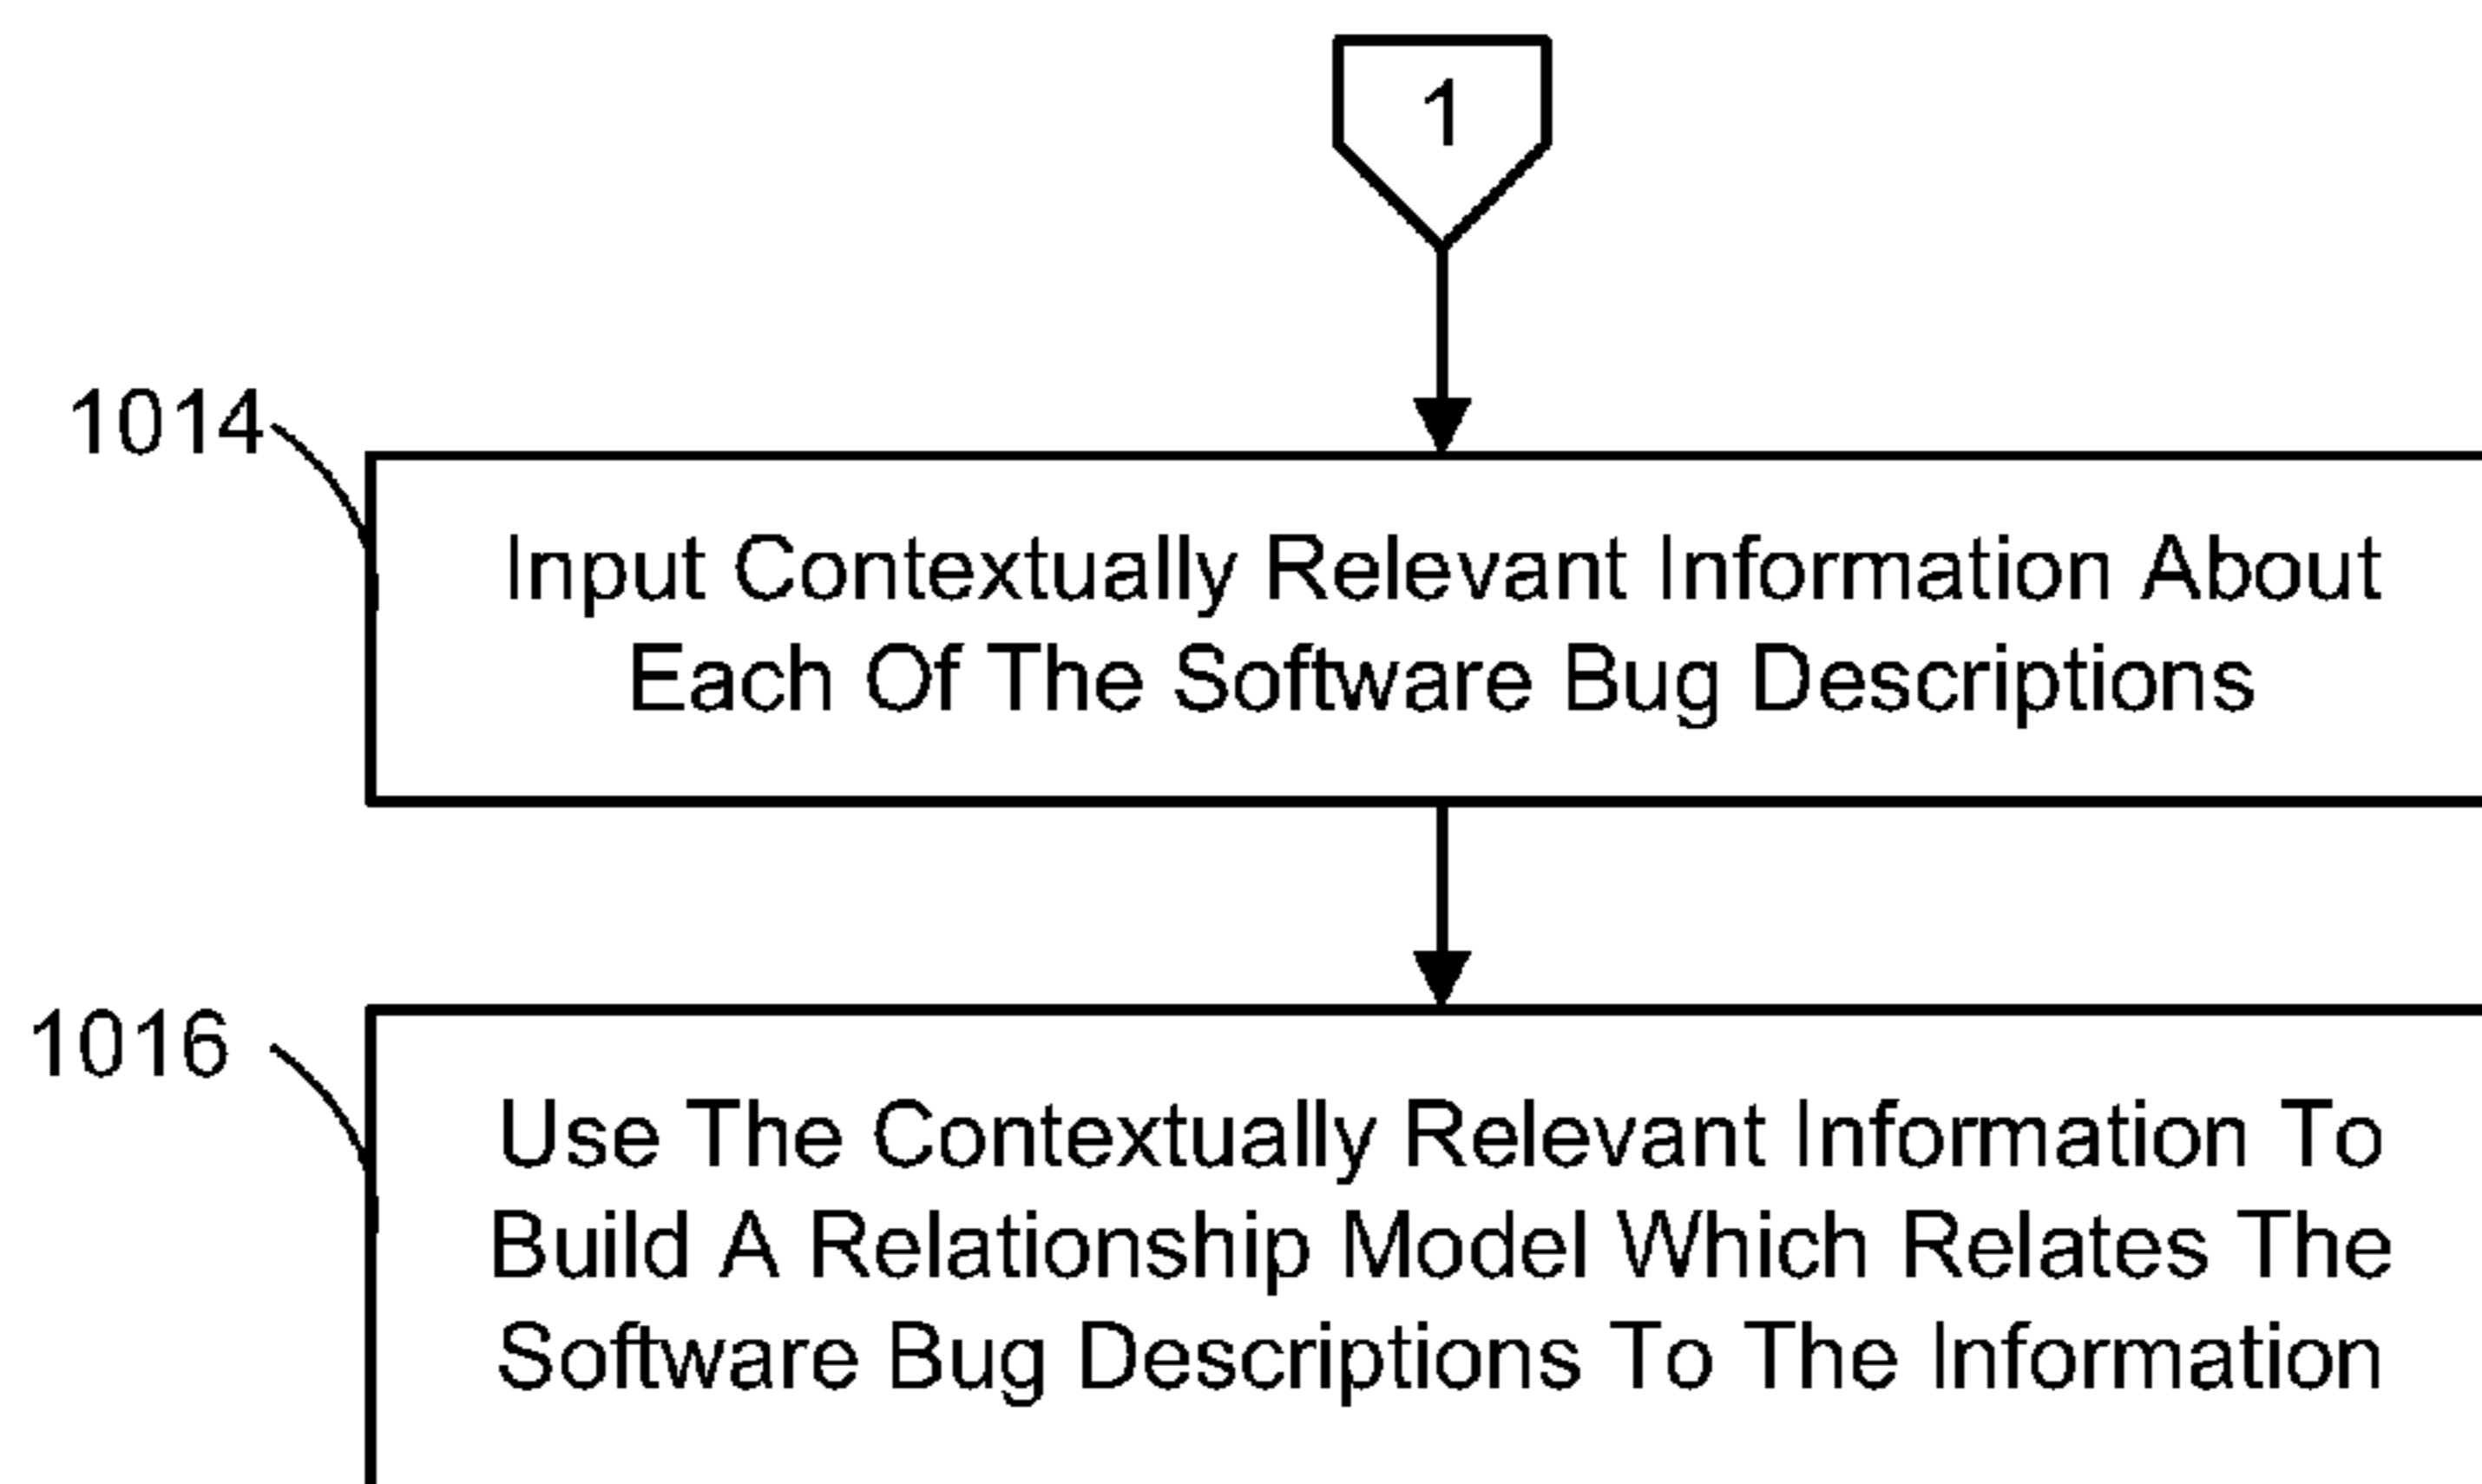 1
1014
Input Contextually Relevant Information About
Each Of The Software Bug Descriptions
1016
Use The Contextually Relevant Information To
Build A Relationship Model Which Relates The
Software Bug Descriptions To The Information